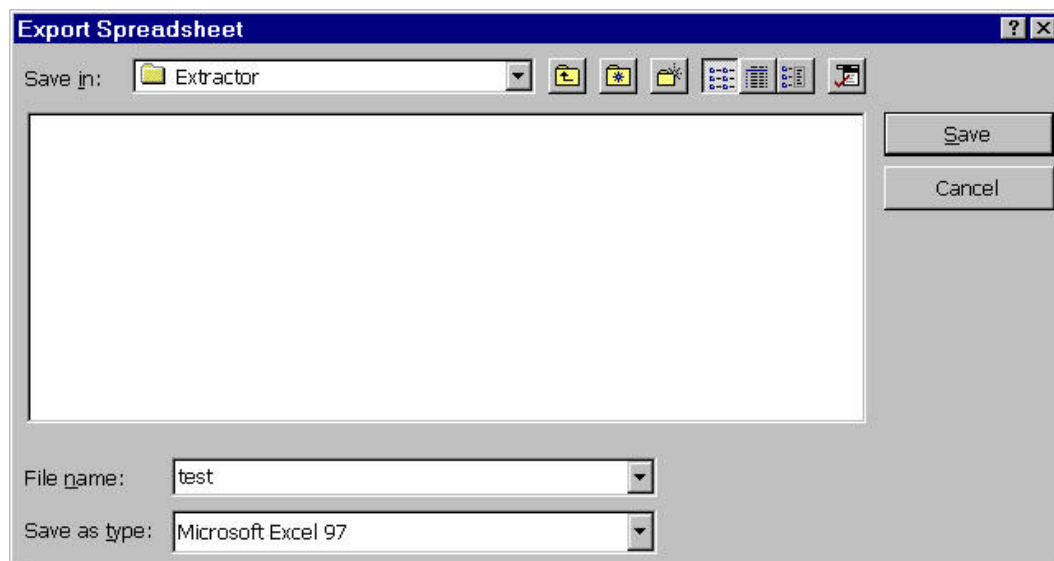 Export Spreadsheet
Save in: Extractor
Save
Cancel
File name: test
Save as type: Microsoft Excel 97